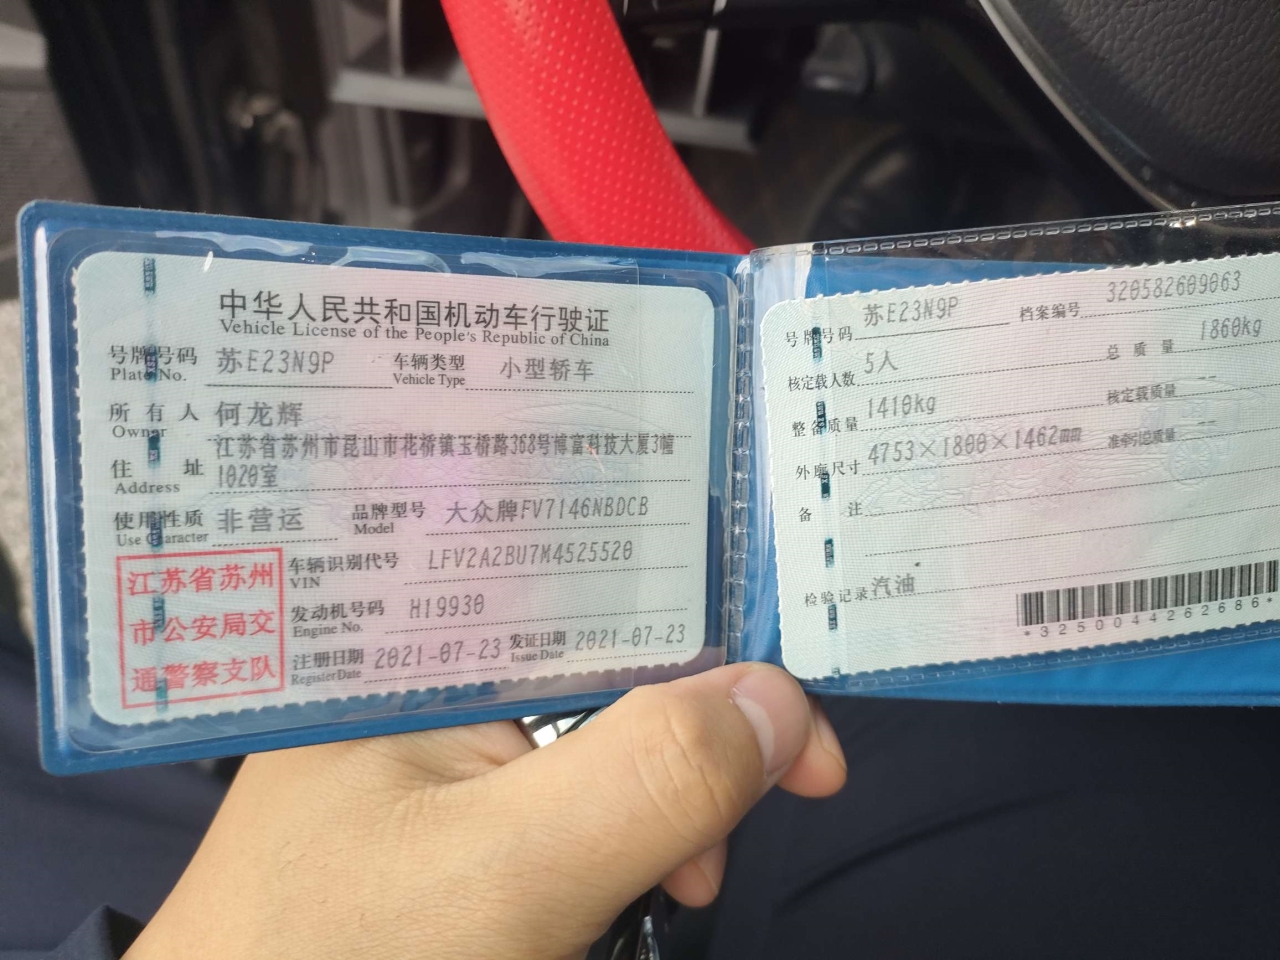 中华人民共和国机动车行驶证
Vehicle License of the People's Republic of China
号牌号码 苏E23N9P 车辆类型 小型轿车
Plate No. Vehicle Type
所有人 何龙辉
Owner
住址 江苏省苏州市昆山市花桥镇玉桥路368号博富科技大厦3幢
1020室
Address
使用性质 非营运 品牌型号 大众牌FV7146NBDCB
Use Character Model
江苏省苏州
市公安局交
通警察支队
车辆识别代号 LFV2A2BU7M4525520
VIN
发动机号码 H19930
Engine No.
注册日期 2021-07-23 发证日期 2021-07-23
Register Date Issue Date
号牌号码 苏E23N9P 档案编号 320582609063
核定载人数 5人 总质量 1860kg
整备质量 1410kg 核定载质量 --
外廓尺寸 4753×1800×1462mm 准牵引总质量 --
备注
检验记录 汽油
*3250044262686*